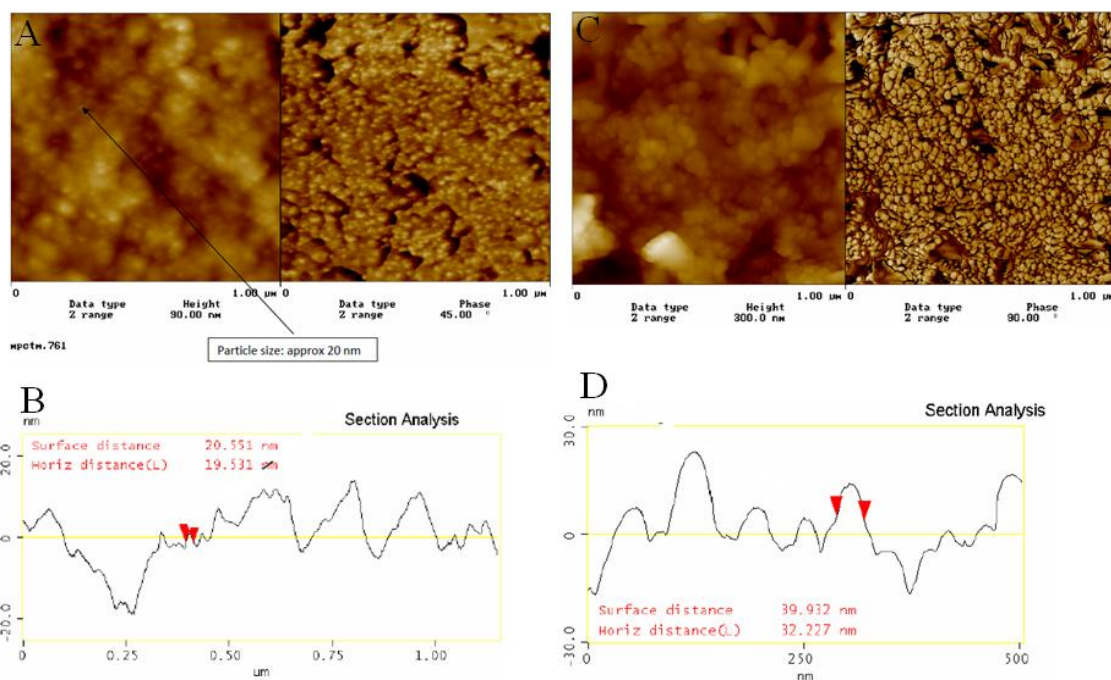 A
0 1.00 µm
Data type Height
Z range 90.00 nm
0 1.00 µm
Data type Phase
Z range 45.00 °
mpctm.761
Particle size: approx 20 nm
C
0 1.00 µm
Data type Height
Z range 300.0 nm
0 1.00 µm
Data type Phase
Z range 90.00 °
B
nm
Section Analysis
Surface distance 20.551 nm
Horiz distance(L) 19.531 nm
20.0
0
-20.0
0 0.25 0.50 0.75 1.00
um
D
nm
Section Analysis
30.0
0
-30.0
Surface distance 39.932 nm
Horiz distance(L) 32.227 nm
0 250 500
nm